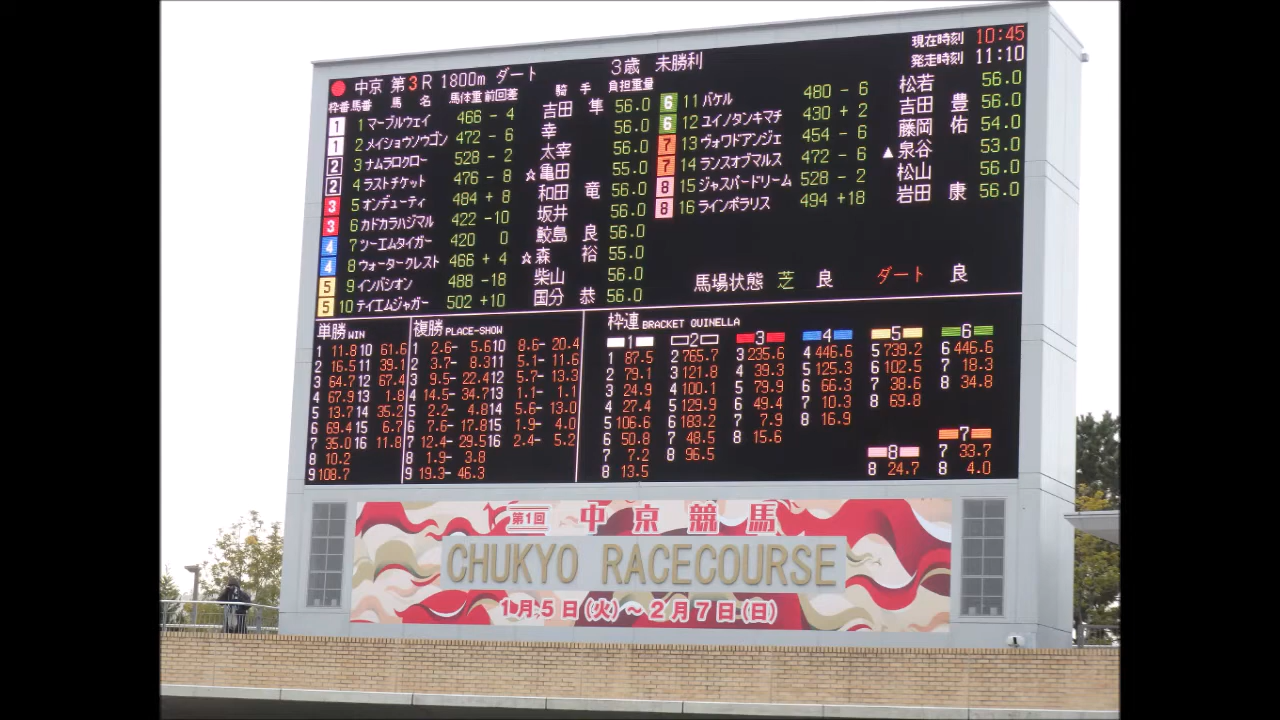 現在時刻 10:45
発走時刻 11:10
中京 第3R 1800m ダート 3歳 未勝利
枠番 馬番 馬名 馬体重 前回差 騎手 負担重量
1 1 マーブルウェイ 466 - 4 吉田 隼 56.0
1 2 メイショウソウゴン 472 - 6 幸 56.0
2 3 ナムラロクロー 528 - 2 太宰 56.0
2 4 ラストチケット 476 - 8 ☆亀田 55.0
3 5 オンデューティ 484 + 8 和田 竜 56.0
3 6 カドカラハジマル 422 -10 坂井 56.0
4 7 ツーエムタイガー 420 0 鮫島 良 56.0
4 8 ウォータークレスト 466 + 4 ☆森 裕 55.0
5 9 インパシオン 488 -18 柴山 56.0
5 10 テイエムジャガー 502 +10 国分 恭 56.0
6 11 バケル 480 - 6 松若 56.0
6 12 ユイノタンキマチ 430 + 2 吉田 豊 56.0
7 13 ヴォワドアンジェ 454 - 6 藤岡 佑 54.0
7 14 ランスオブマルス 472 - 6 ▲泉谷 53.0
8 15 ジャスパードリーム 528 - 2 松山 56.0
8 16 ラインポラリス 494 +18 岩田 康 56.0
馬場状態 芝 良 ダート 良
単勝 WIN
1 11.8 10 61.6
2 16.5 11 39.1
3 64.7 12 67.4
4 67.9 13 1.8
5 13.7 14 35.2
6 69.4 15 6.7
7 35.0 16 11.8
8 10.2
9 108.7
複勝 PLACE-SHOW
1 2.6- 5.6 10 8.6- 20.4
2 3.7- 8.3 11 5.1- 11.6
3 9.5- 22.4 12 5.7- 13.3
4 14.5- 34.7 13 1.1- 1.1
5 2.2- 4.8 14 5.6- 13.0
6 7.6- 17.8 15 1.9- 4.0
7 12.4- 29.5 16 2.4- 5.2
8 1.9- 3.8
9 19.3- 46.3
枠連 BRACKET QUINELLA
1
1 87.5
2 79.1
3 24.9
4 27.4
5 106.6
6 50.8
7 7.2
8 13.5
2
2 765.7
3 121.8
4 100.1
5 129.9
6 183.2
7 48.5
8 96.5
3
3 235.6
4 39.3
5 79.9
6 49.4
7 7.9
8 15.6
4
4 446.6
5 125.3
6 66.3
7 10.3
8 16.9
5
5 739.2
6 102.5
7 38.6
8 69.8
6
6 446.6
7 18.3
8 34.8
7
7 33.7
8 4.0
8
8 24.7
第1回 中京競馬
CHUKYO RACECOURSE
1月5日(火)～2月7日(日)